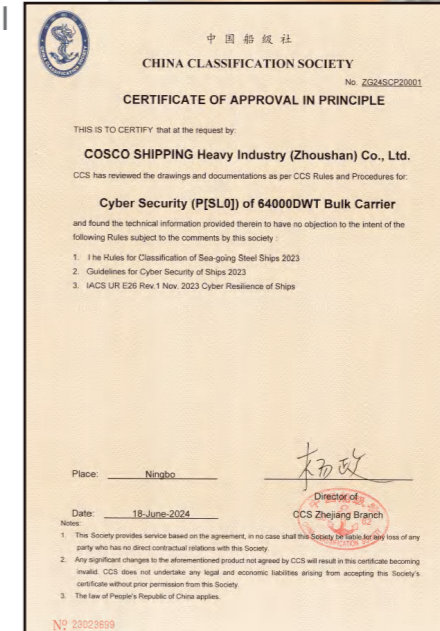 中国船级社
CHINA CLASSIFICATION SOCIETY
No. ZG24SCP20001
CERTIFICATE OF APPROVAL IN PRINCIPLE
THIS IS TO CERTIFY that at the request by:
COSCO SHIPPING Heavy Industry (Zhoushan) Co., Ltd.
CCS has reviewed the drawings and documentations as per CCS Rules and Procedures for:
Cyber Security (P[SL0]) of 64000DWT Bulk Carrier
and found the technical information provided therein to have no objection to the intent of the
following Rules subject to the comments by this society :
1. The Rules for Classification of Sea-going Steel Ships 2023
2. Guidelines for Cyber Security of Ships 2023
3. IACS UR E26 Rev.1 Nov. 2023 Cyber Resilience of Ships
Place: Ningbo
Director of
Date: 18-June-2024 CCS Zhejiang Branch
Notes:
1. This Society provides service based on the agreement, in no case shall this Society be liable for any loss of any
party who has no direct contractual relations with this Society.
2. Any significant changes to the aforementioned product not agreed by CCS will result in this certificate becoming
invalid. CCS does not undertake any legal and economic liabilities arising from accepting this Society's
certificate without prior permission from this Society.
3. The law of People's Republic of China applies.
№ 23023699